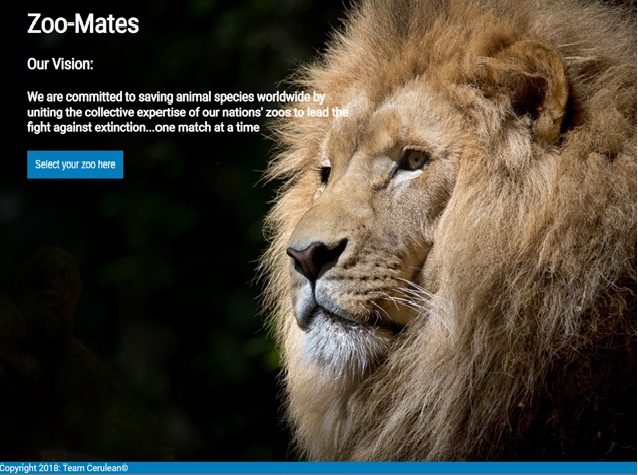 Zoo-Mates
Our Vision:
We are committed to saving animal species worldwide by
uniting the collective expertise of our nations' zoos to lead the
fight against extinction...one match at a time
Select your zoo here
Copyright 2018: Team Cerulean©